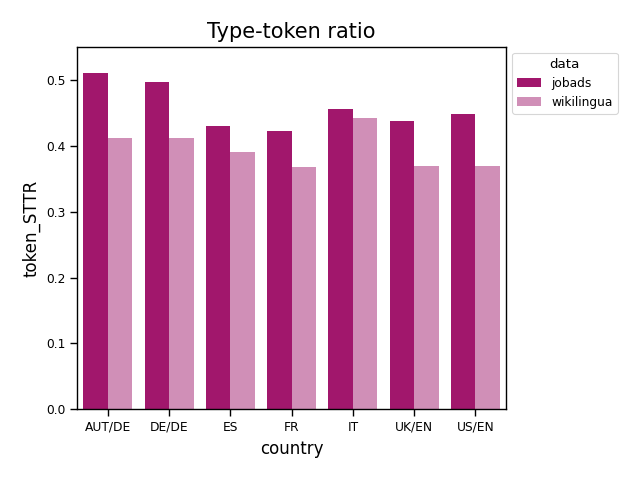 Type-token ratio
data
jobads
wikilingua
token_STTR
0.5
0.4
0.3
0.2
0.1
0.0
AUT/DE DE/DE ES FR IT UK/EN US/EN
country